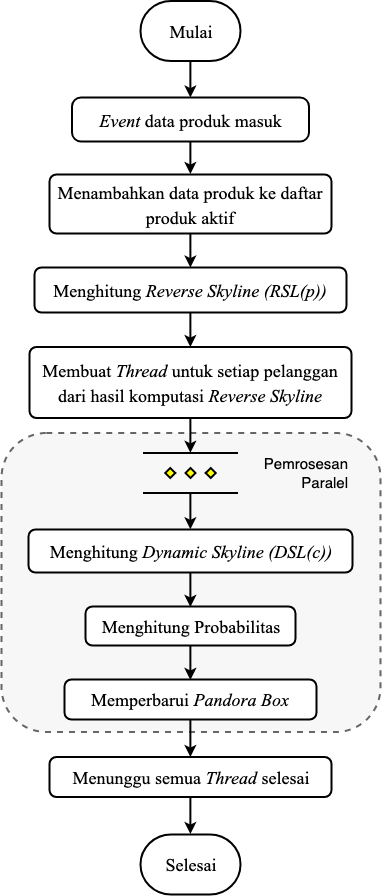 Mulai
Event data produk masuk
Menambahkan data produk ke daftar
produk aktif
Menghitung Reverse Skyline (RSL(p))
Membuat Thread untuk setiap pelanggan
dari hasil komputasi Reverse Skyline
Pemrosesan
Paralel
Menghitung Dynamic Skyline (DSL(c))
Menghitung Probabilitas
Memperbarui Pandora Box
Menunggu semua Thread selesai
Selesai